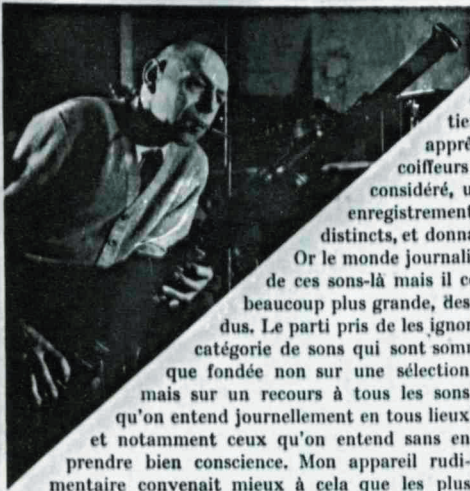 tie
apprê
coiffeurs
considéré, u
enregistrement
distincts, et donna
Or le monde journali
de ces sons-là mais il c
beaucoup plus grande, des
dus. Le parti pris de les ignor
catégorie de sons qui sont somm
que fondée non sur une sélection
mais sur un recours à tous les sons
qu'on entend journellement en tous lieux
et notamment ceux qu'on entend sans en
prendre bien conscience. Mon appareil rudi-
mentaire convenait mieux à cela que les plus